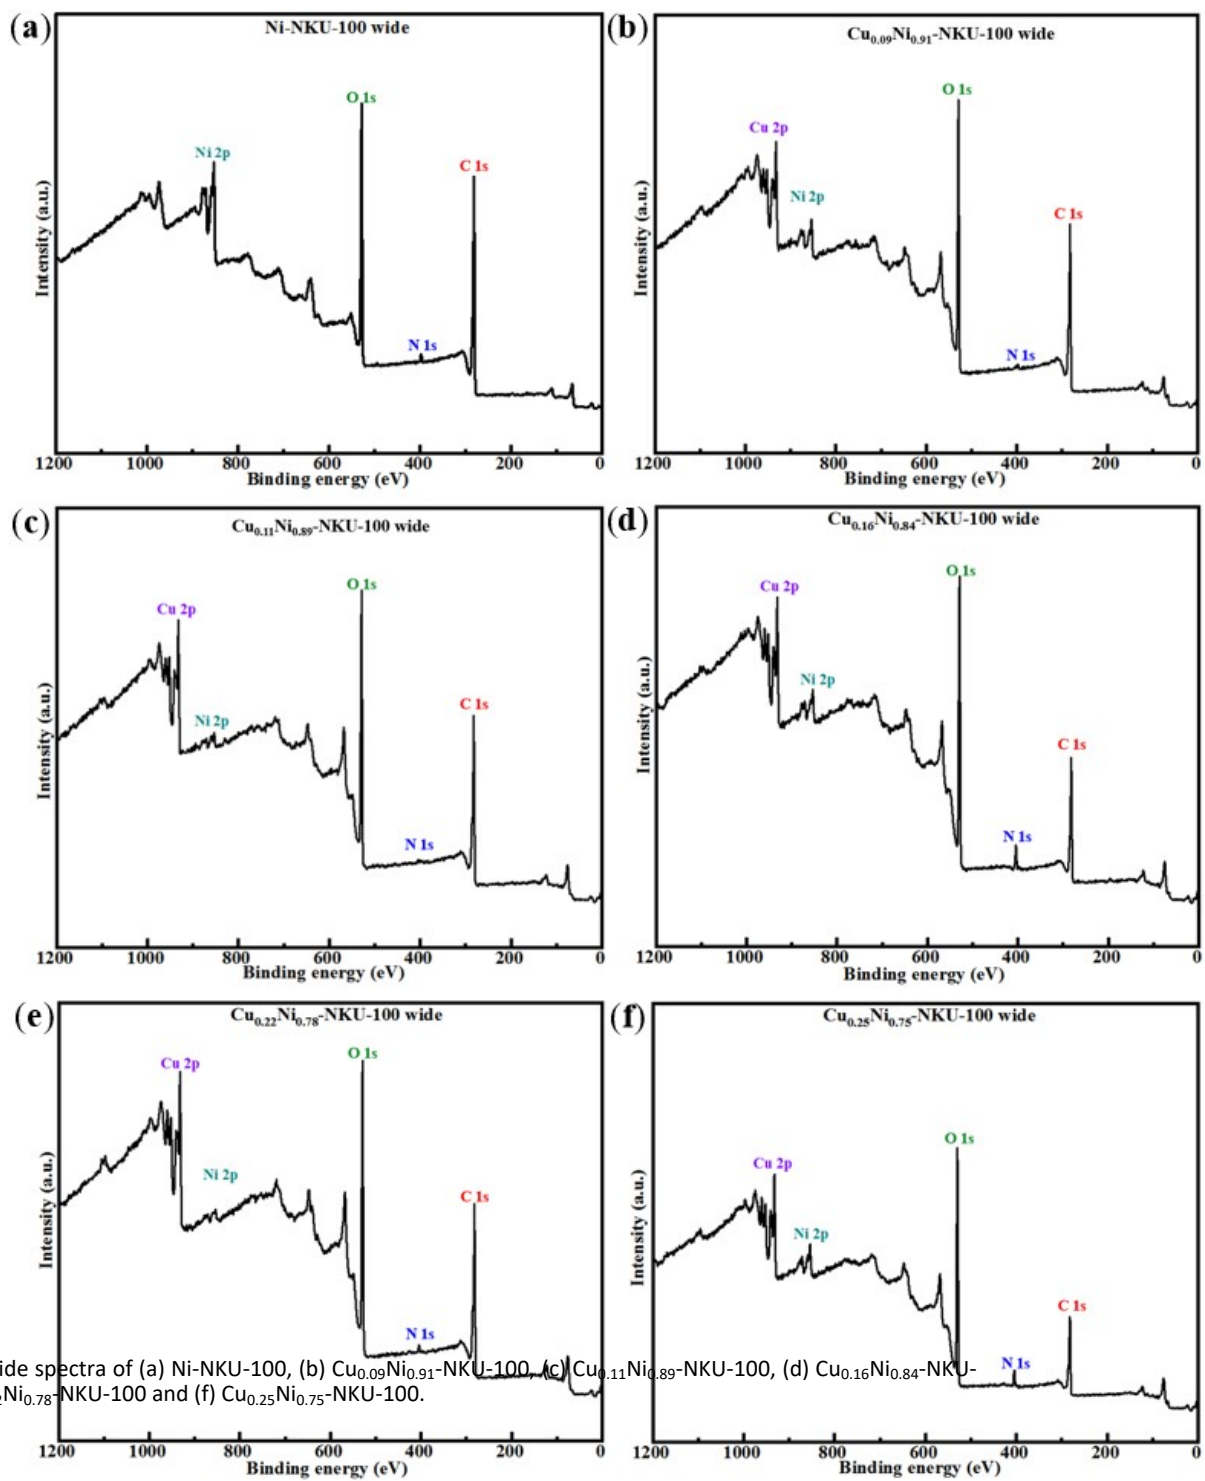 (a)
Ni-NKU-100 wide
O 1s
Ni 2p
C 1s
N 1s
Intensity (a.u.)
1200 1000 800 600 400 200 0
Binding energy (eV)
(b)
Cu0.09Ni0.91-NKU-100 wide
O 1s
Cu 2p
Ni 2p
C 1s
N 1s
Intensity (a.u.)
1200 1000 800 600 400 200 0
Binding energy (eV)
(c)
Cu0.11Ni0.89-NKU-100 wide
O 1s
Cu 2p
C 1s
Ni 2p
N 1s
Intensity (a.u.)
1200 1000 800 600 400 200 0
Binding energy (eV)
(d)
Cu0.16Ni0.84-NKU-100 wide
O 1s
Cu 2p
Ni 2p
C 1s
N 1s
Intensity (a.u.)
1200 1000 800 600 400 200 0
Binding energy (eV)
(e)
Cu0.22Ni0.78-NKU-100 wide
O 1s
Cu 2p
Ni 2p
C 1s
N 1s
Intensity (a.u.)
1200 1000 800 600 400 200 0
Binding energy (eV)
(f)
Cu0.25Ni0.75-NKU-100 wide
O 1s
Cu 2p
Ni 2p
C 1s
N 1s
Intensity (a.u.)
1200 1000 800 600 400 200 0
Binding energy (eV)
ide spectra of (a) Ni-NKU-100, (b) Cu0.09Ni0.91-NKU-100, (c) Cu0.11Ni0.89-NKU-100, (d) Cu0.16Ni0.84-NKU-
Ni0.78-NKU-100 and (f) Cu0.25Ni0.75-NKU-100.